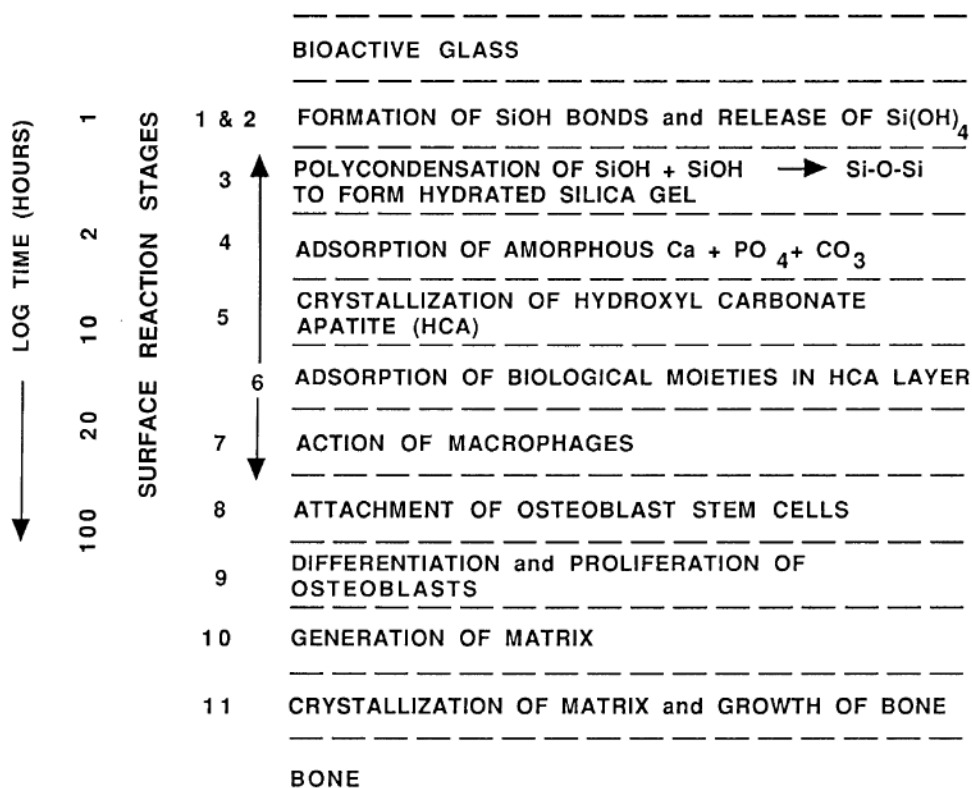 BIOACTIVE GLASS
LOG TIME (HOURS)
1
2
10
20
100
SURFACE REACTION STAGES
1 & 2 FORMATION OF SiOH BONDS and RELEASE OF Si(OH)4
3 POLYCONDENSATION OF SiOH + SiOH → Si-O-Si
TO FORM HYDRATED SILICA GEL
4 ADSORPTION OF AMORPHOUS Ca + PO4 + CO3
5 CRYSTALLIZATION OF HYDROXYL CARBONATE
APATITE (HCA)
6 ADSORPTION OF BIOLOGICAL MOIETIES IN HCA LAYER
7 ACTION OF MACROPHAGES
8 ATTACHMENT OF OSTEOBLAST STEM CELLS
9 DIFFERENTIATION and PROLIFERATION OF
OSTEOBLASTS
10 GENERATION OF MATRIX
11 CRYSTALLIZATION OF MATRIX and GROWTH OF BONE
BONE